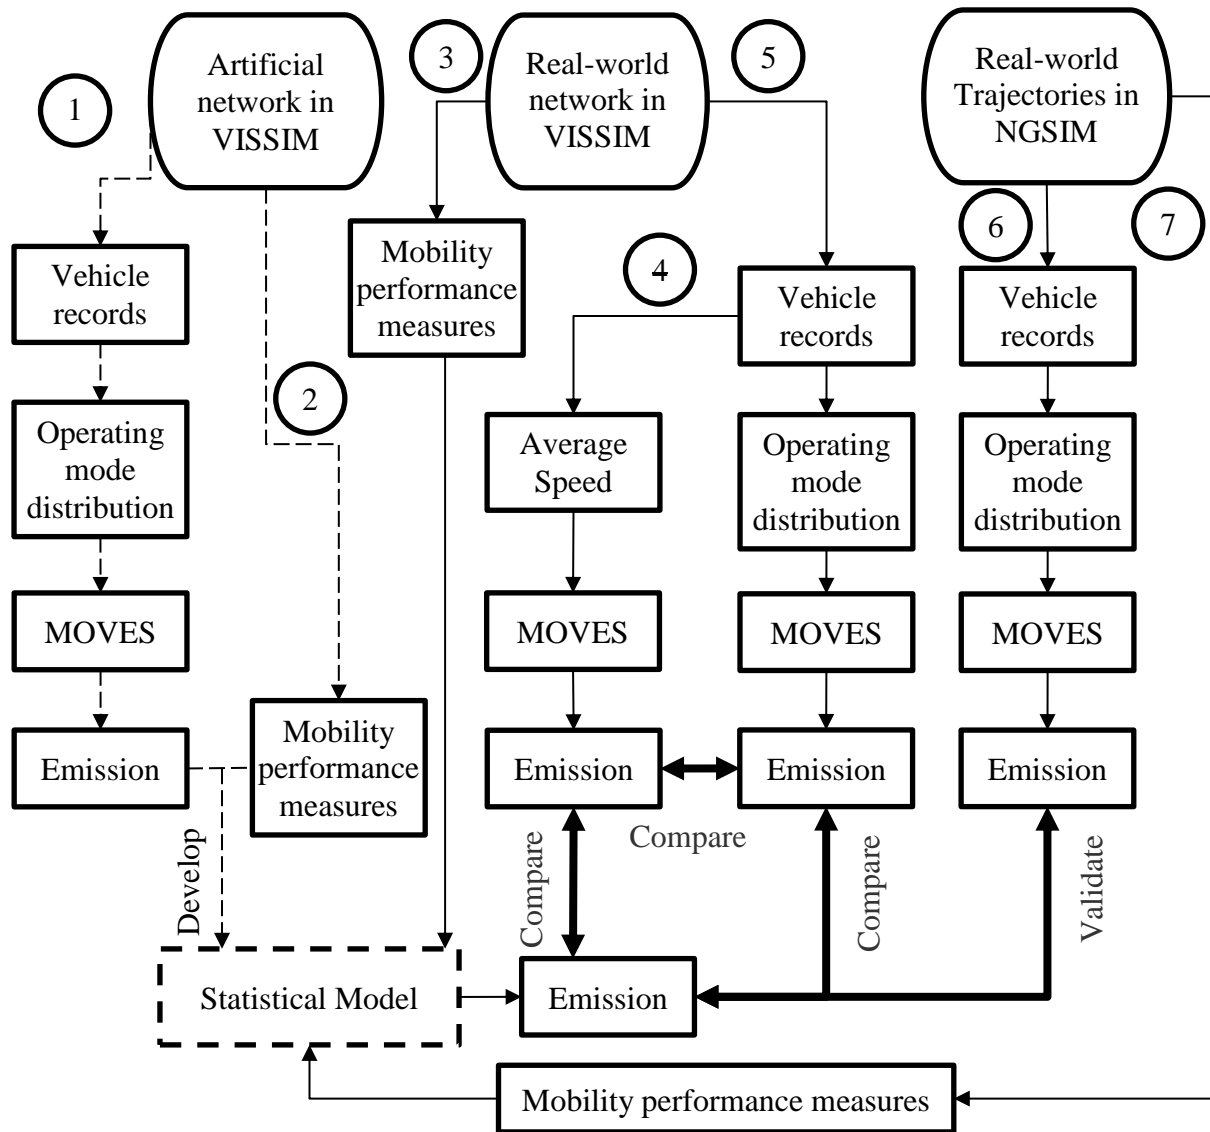 1
Artificial
network in
VISSIM
3
Real-world
network in
VISSIM
5
Real-world
Trajectories in
NGSIM
6
7
Vehicle
records
2
Mobility
performance
measures
4
Vehicle
records
Vehicle
records
Operating
mode
distribution
Average
Speed
Operating
mode
distribution
Operating
mode
distribution
MOVES
MOVES
MOVES
MOVES
Emission
Mobility
performance
measures
Emission
Emission
Emission
Develop
Compare
Compare
Compare
Validate
Statistical Model
Emission
Mobility performance measures